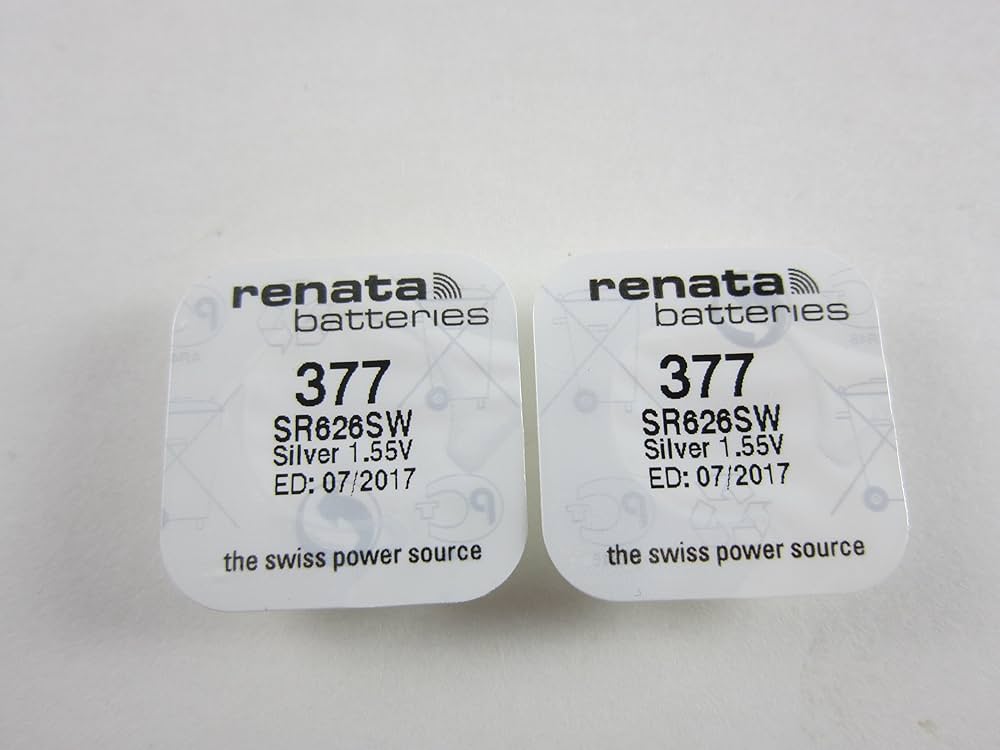 renata
batteries
377
SR626SW
Silver 1.55V
ED: 07/2017
the swiss power source
renata
batteries
377
SR626SW
Silver 1.55V
ED: 07/2017
the swiss power source